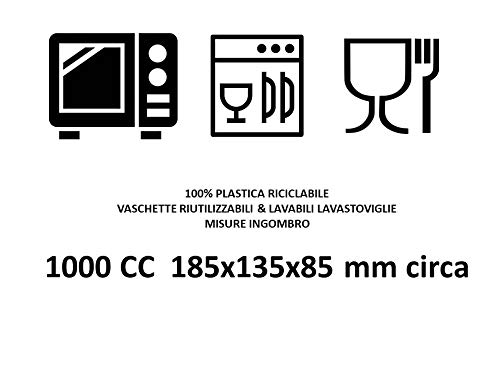 100% PLASTICA RICICLABILE
VASCHETTE RIUTILIZZABILI & LAVABILI LAVASTOVIGLIE
MISURE INGOMBRO
1000 CC 185x135x85 mm circa